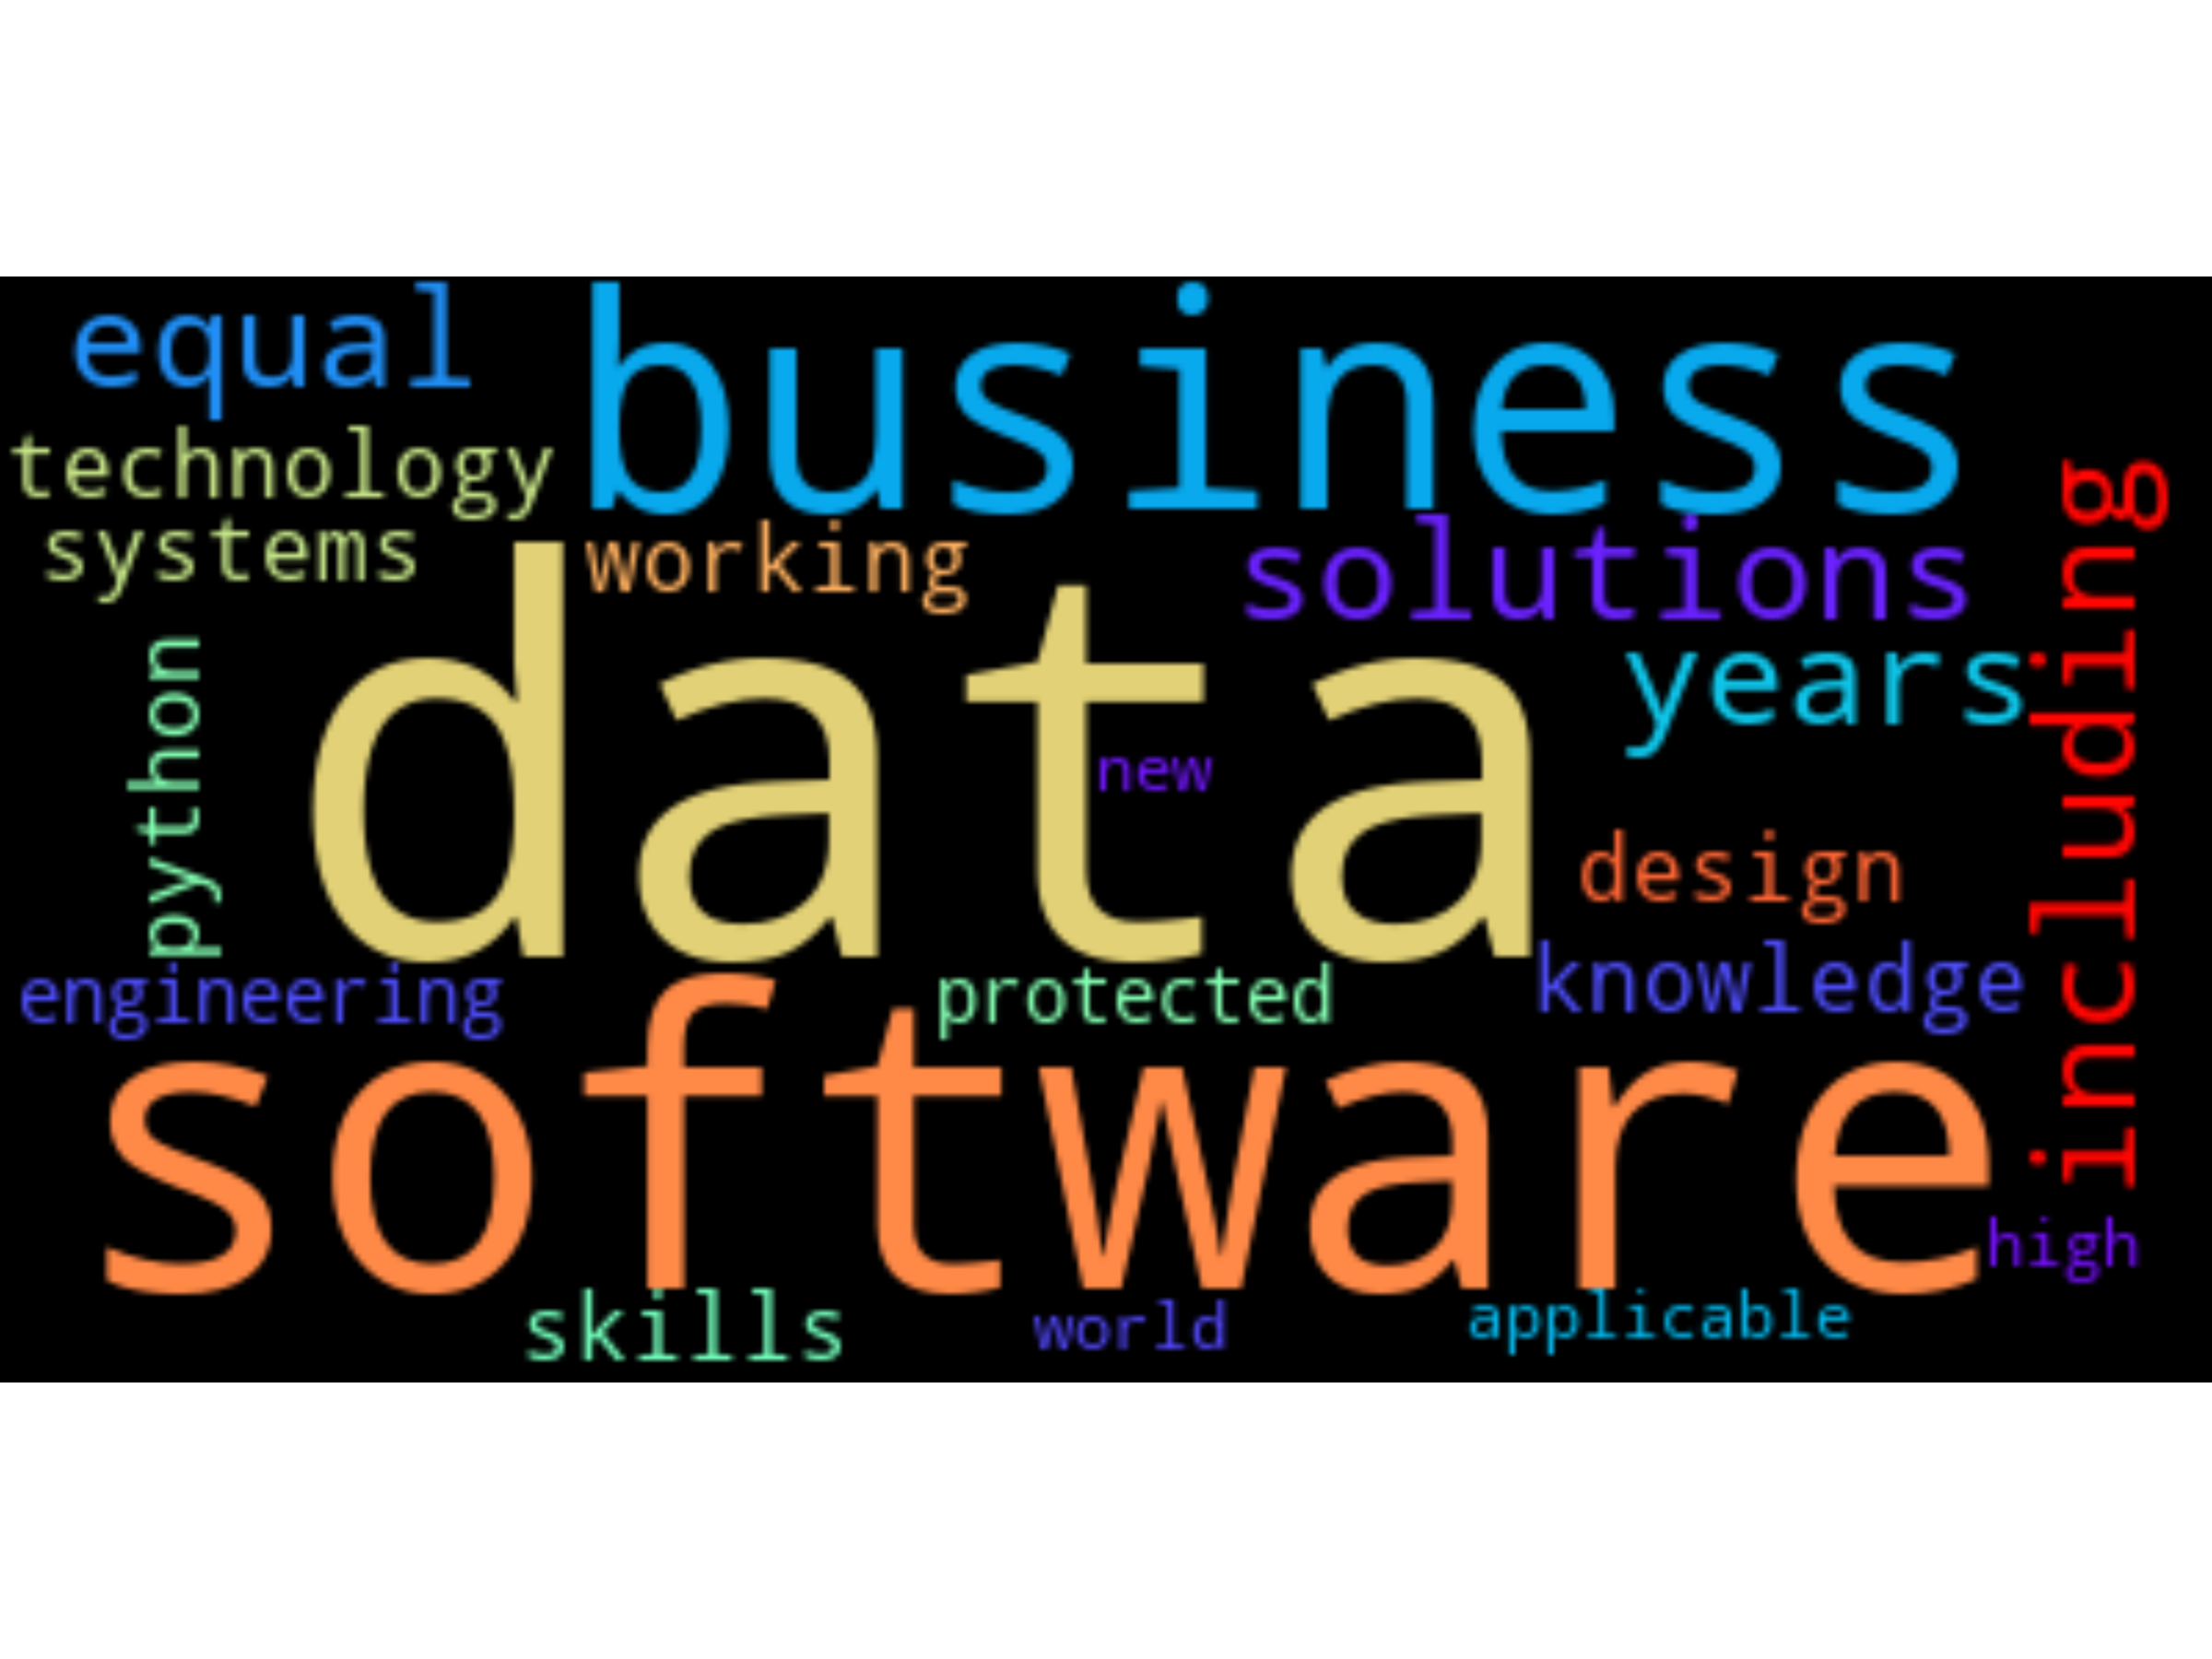 equal
business
technology
systems
working
solutions
including
python
data
years
new
design
engineering
protected
knowledge
software
high
skills
world
applicable